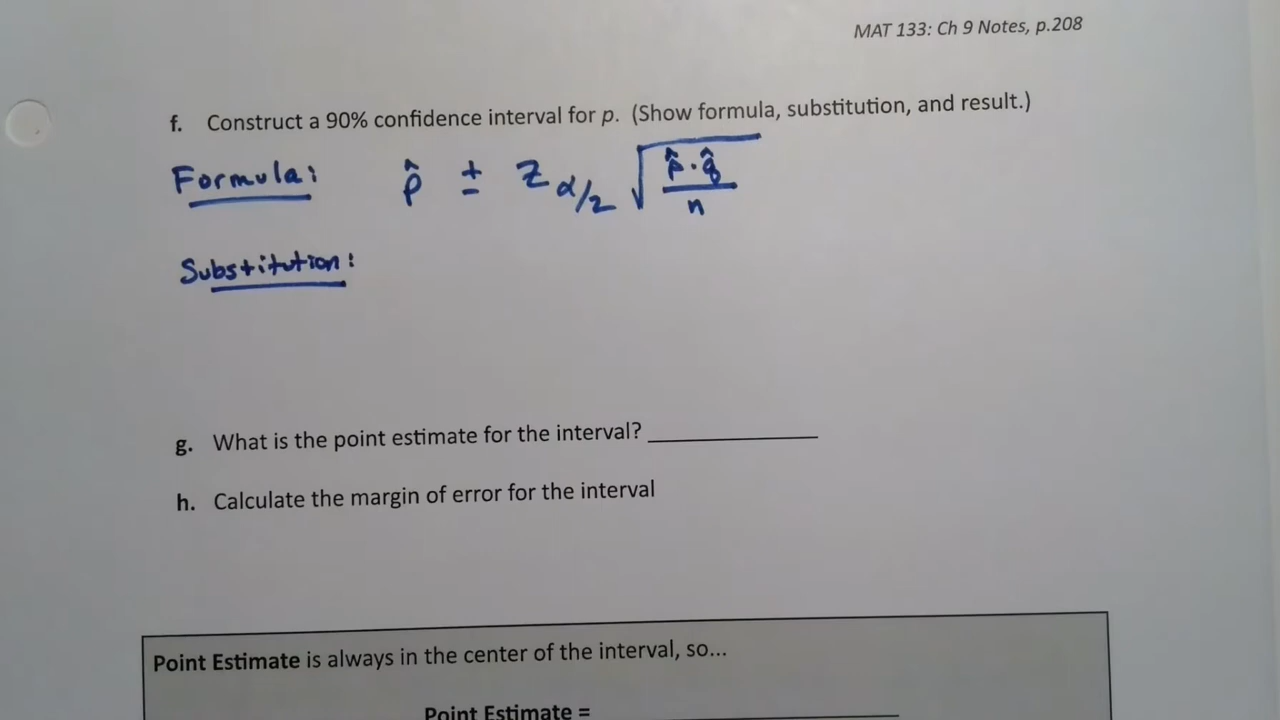 MAT 133: Ch 9 Notes, p.208
f. Construct a 90% confidence interval for p. (Show formula, substitution, and result.)
Formula: p̂ ± z α/2 √(p̂·q̂/n)
Substitution:
g. What is the point estimate for the interval? ______________
h. Calculate the margin of error for the interval
Point Estimate is always in the center of the interval, so...
Point Estimate = ______________